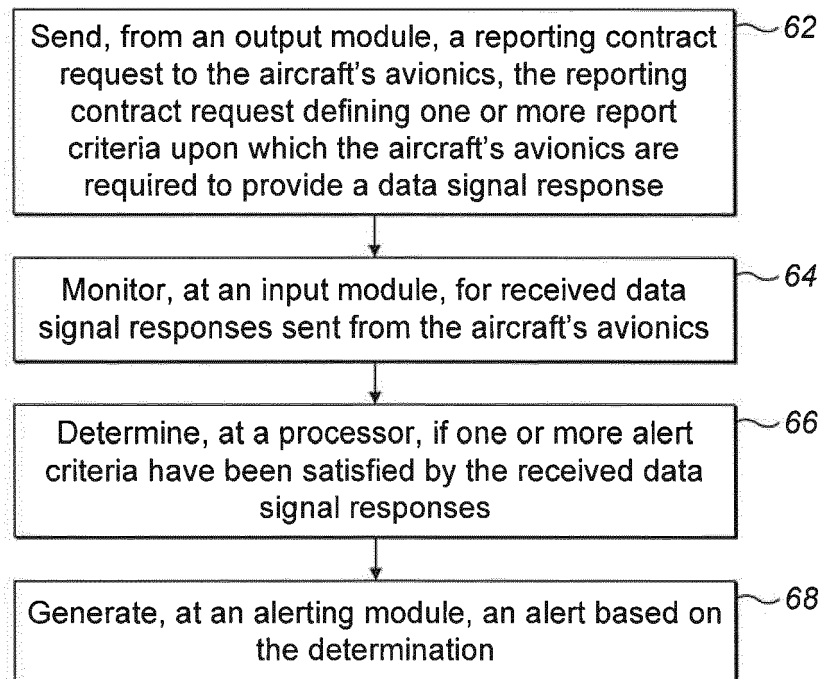 Send, from an output module, a reporting contract
request to the aircraft's avionics, the reporting
contract request defining one or more report
criteria upon which the aircraft's avionics are
required to provide a data signal response
62
Monitor, at an input module, for received data
signal responses sent from the aircraft's avionics
64
Determine, at a processor, if one or more alert
criteria have been satisfied by the received data
signal responses
66
Generate, at an alerting module, an alert based on
the determination
68